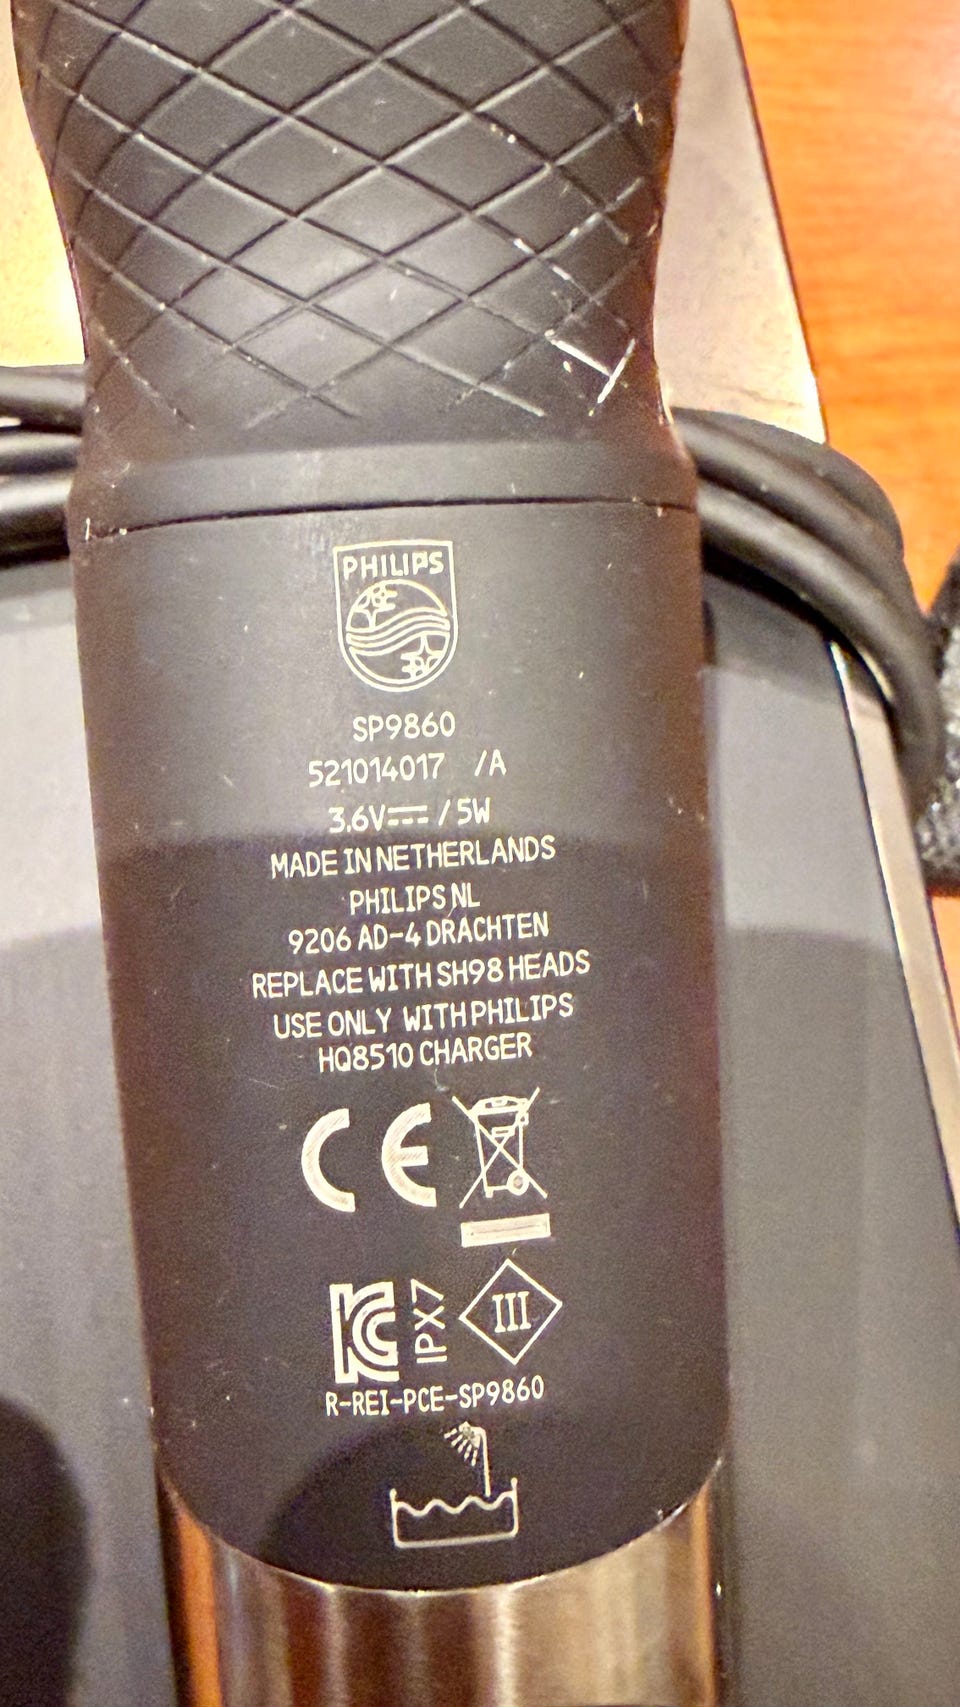 PHILIPS
SP9860
521014017 /A
3.6V⎓ / 5W
MADE IN NETHERLANDS
PHILIPS NL
9206 AD-4 DRACHTEN
REPLACE WITH SH98 HEADS
USE ONLY WITH PHILIPS
HQ8510 CHARGER
CE
KC IPX7 III
R-REI-PCE-SP9860